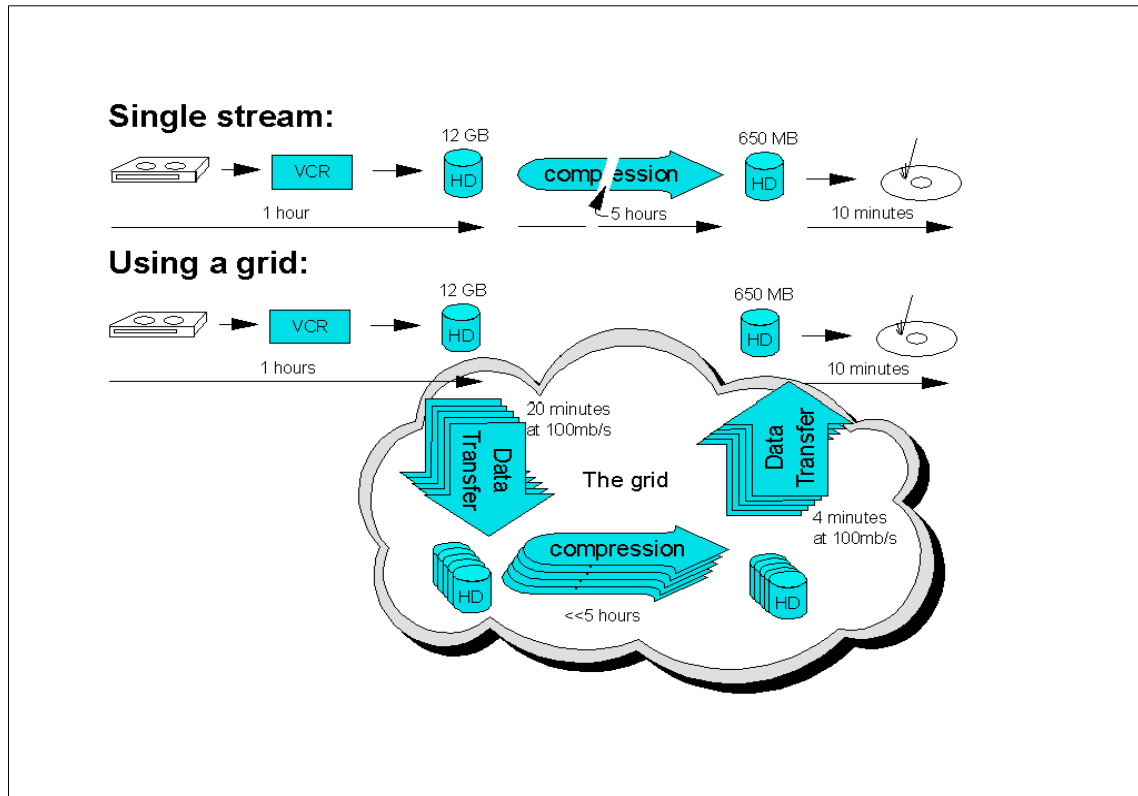 Single stream:
12 GB
650 MB
VCR
HD
compression
HD
1 hour
5 hours
10 minutes
Using a grid:
12 GB
650 MB
VCR
HD
HD
1 hours
10 minutes
20 minutes
at 100mb/s
Data
Transfer
The grid
Data
Transfer
4 minutes
at 100mb/s
compression
HD
HD
<<5 hours